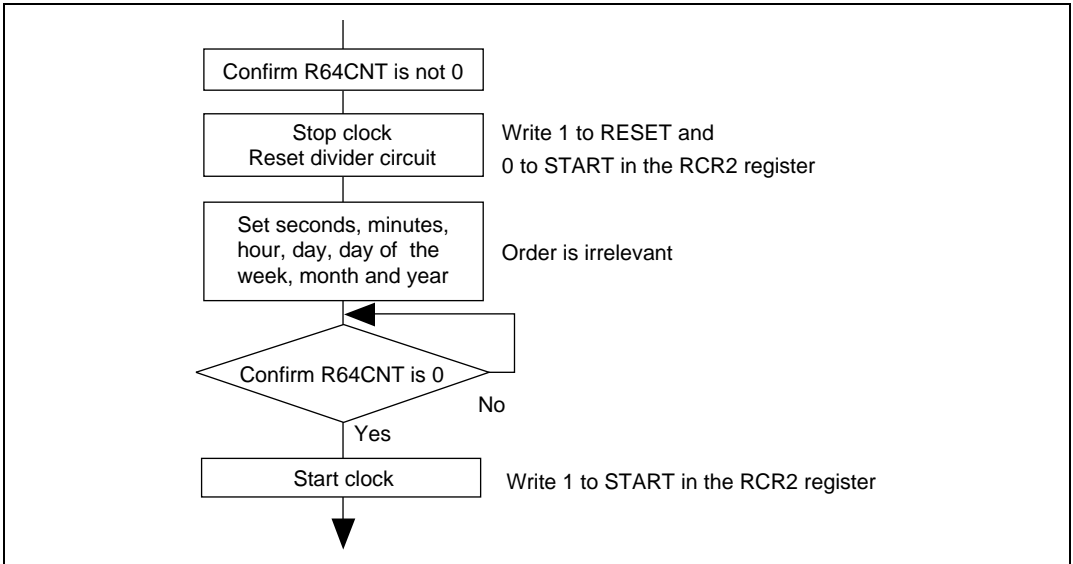 Confirm R64CNT is not 0
Stop clock
Reset divider circuit
Write 1 to RESET and
0 to START in the RCR2 register
Set seconds, minutes,
hour, day, day of the
week, month and year
Order is irrelevant
Confirm R64CNT is 0
No
Yes
Start clock
Write 1 to START in the RCR2 register